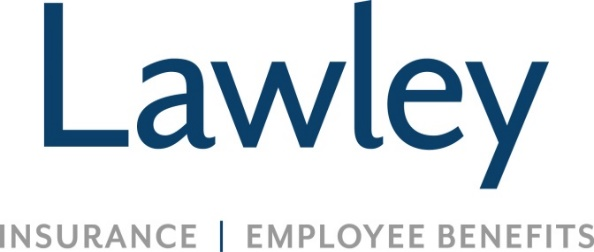 Lawley
INSURANCE | EMPLOYEE BENEFITS